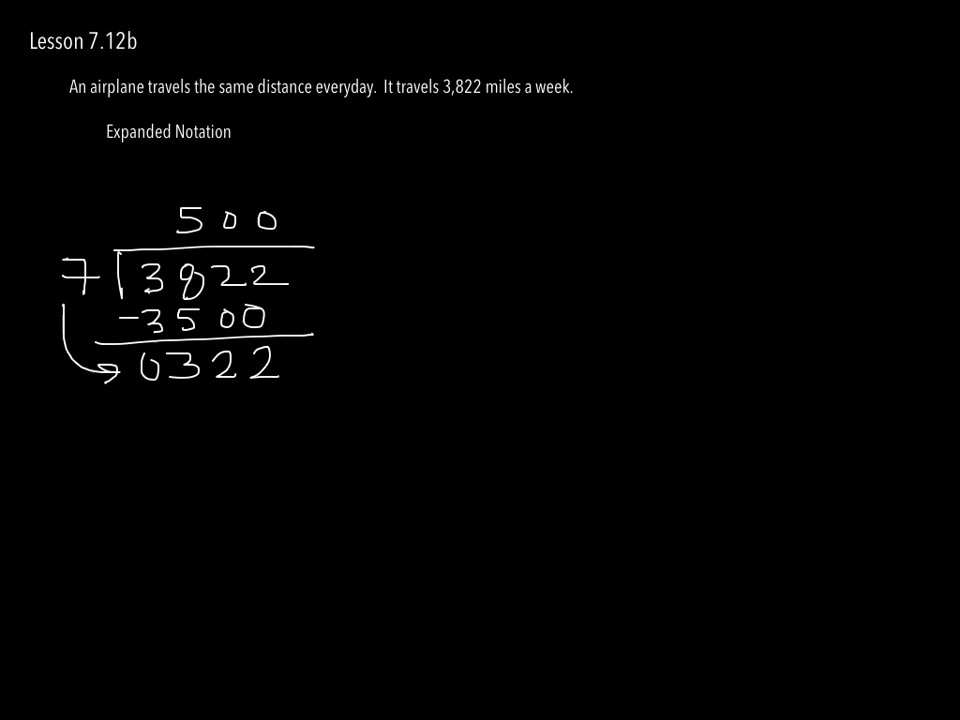 Lesson 7.12b
An airplane travels the same distance everyday. It travels 3,822 miles a week.
Expanded Notation
500
7 3822
-3500
0322